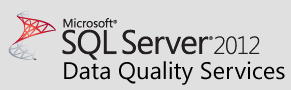 Microsoft®
SQL Server® 2012
Data Quality Services